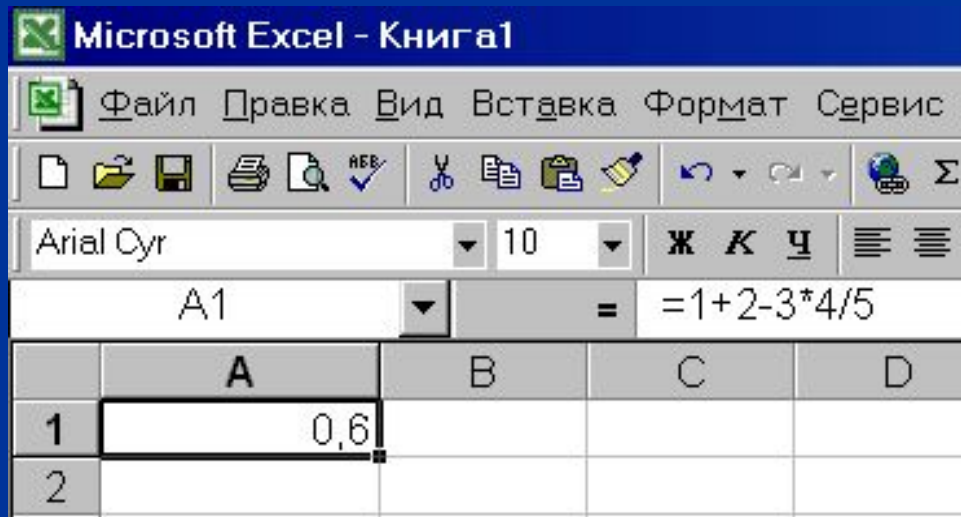 Microsoft Excel - Книга1
Файл Правка Вид Вставка Формат Сервис
АБВ Σ
Arial Cyr 10 Ж К Ч
A1 = =1+2-3*4/5
A B C D
1 0,6
2